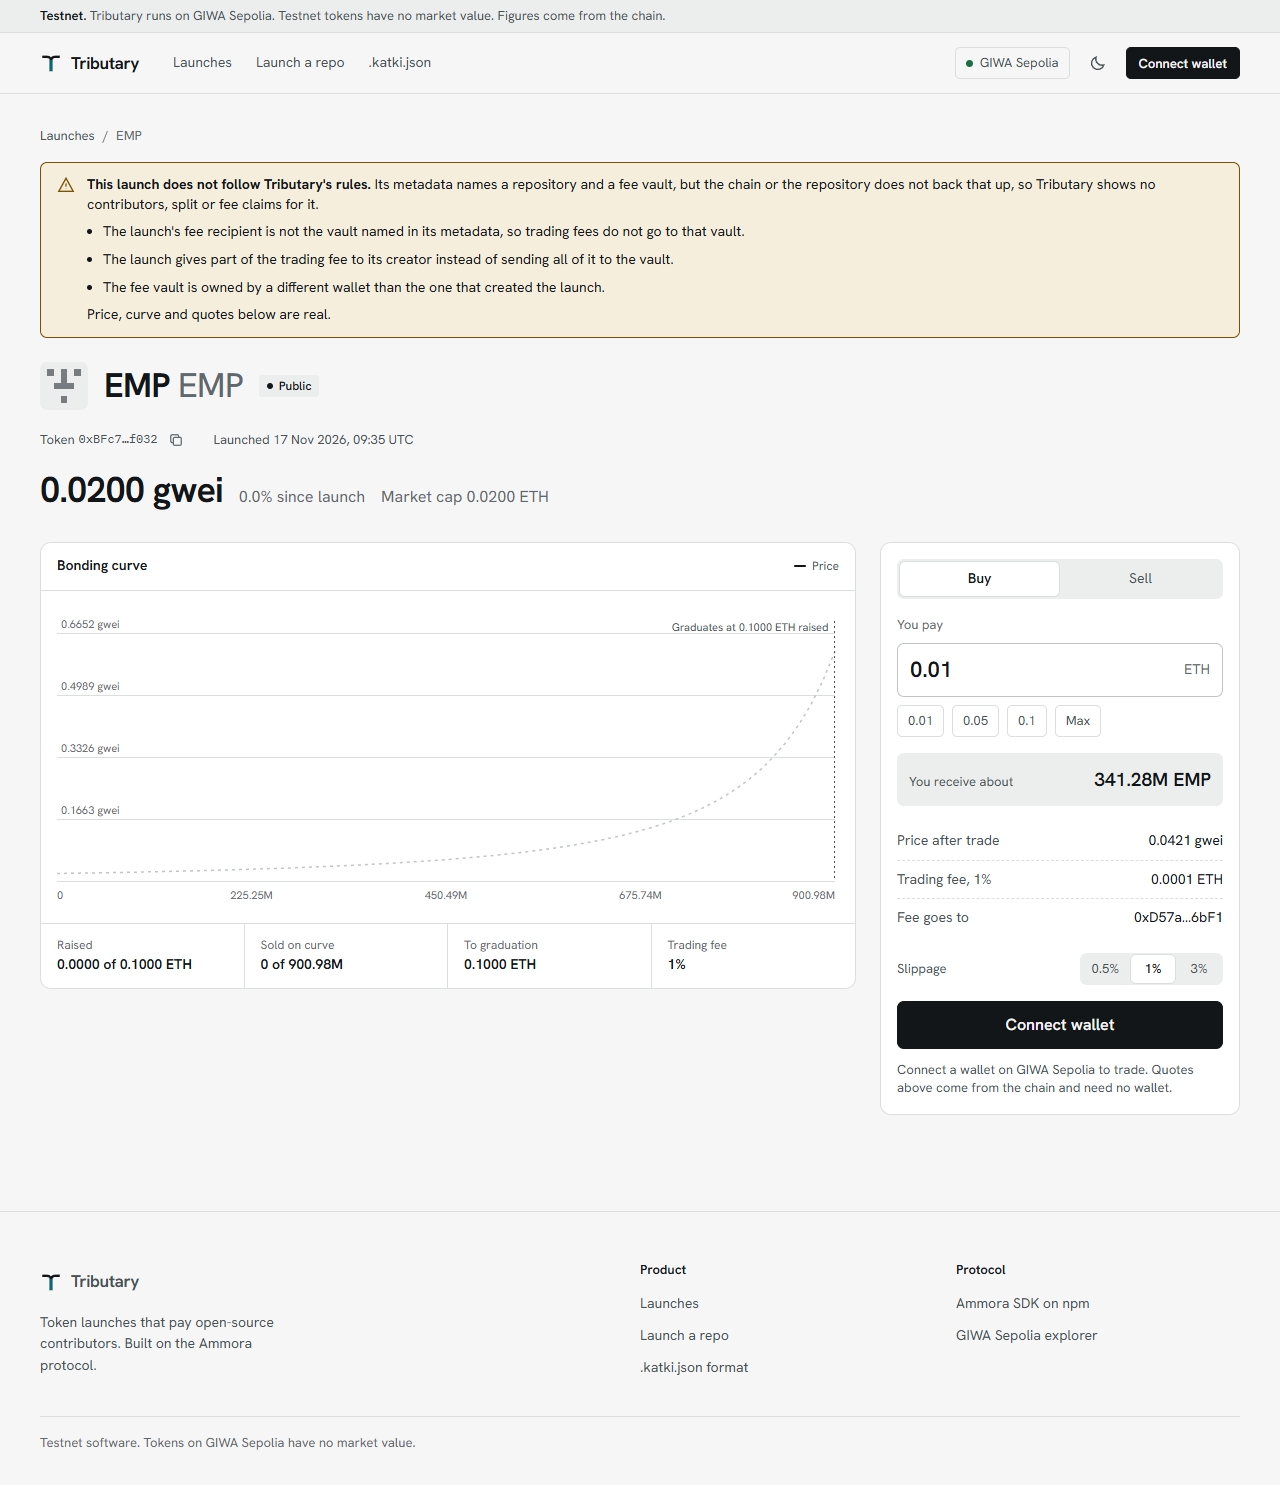 Testnet. Tributary runs on GIWA Sepolia. Testnet tokens have no market value. Figures come from the chain.
Tributary
Launches
Launch a repo
.katki.json
GIWA Sepolia
Connect wallet
Launches / EMP
This launch does not follow Tributary's rules. Its metadata names a repository and a fee vault, but the chain or the repository does not back that up, so Tributary shows no
contributors, split or fee claims for it.
• The launch's fee recipient is not the vault named in its metadata, so trading fees do not go to that vault.
• The launch gives part of the trading fee to its creator instead of sending all of it to the vault.
• The fee vault is owned by a different wallet than the one that created the launch.
Price, curve and quotes below are real.
EMP EMP
Public
Token 0xBFc7…f032
Launched 17 Nov 2026, 09:35 UTC
0.0200 gwei
0.0% since launch
Market cap 0.0200 ETH
Bonding curve
Price
Graduates at 0.1000 ETH raised
0.6652 gwei
0.4989 gwei
0.3326 gwei
0.1663 gwei
0
225.25M
450.49M
675.74M
900.98M
Raised
0.0000 of 0.1000 ETH
Sold on curve
0 of 900.98M
To graduation
0.1000 ETH
Trading fee
1%
Buy
Sell
You pay
0.01
ETH
0.01
0.05
0.1
Max
You receive about
341.28M EMP
Price after trade
0.0421 gwei
Trading fee, 1%
0.0001 ETH
Fee goes to
0xD57a…6bF1
Slippage
0.5%
1%
3%
Connect wallet
Connect a wallet on GIWA Sepolia to trade. Quotes
above come from the chain and need no wallet.
Tributary
Token launches that pay open-source
contributors. Built on the Ammora
protocol.
Product
Launches
Launch a repo
.katki.json format
Protocol
Ammora SDK on npm
GIWA Sepolia explorer
Testnet software. Tokens on GIWA Sepolia have no market value.